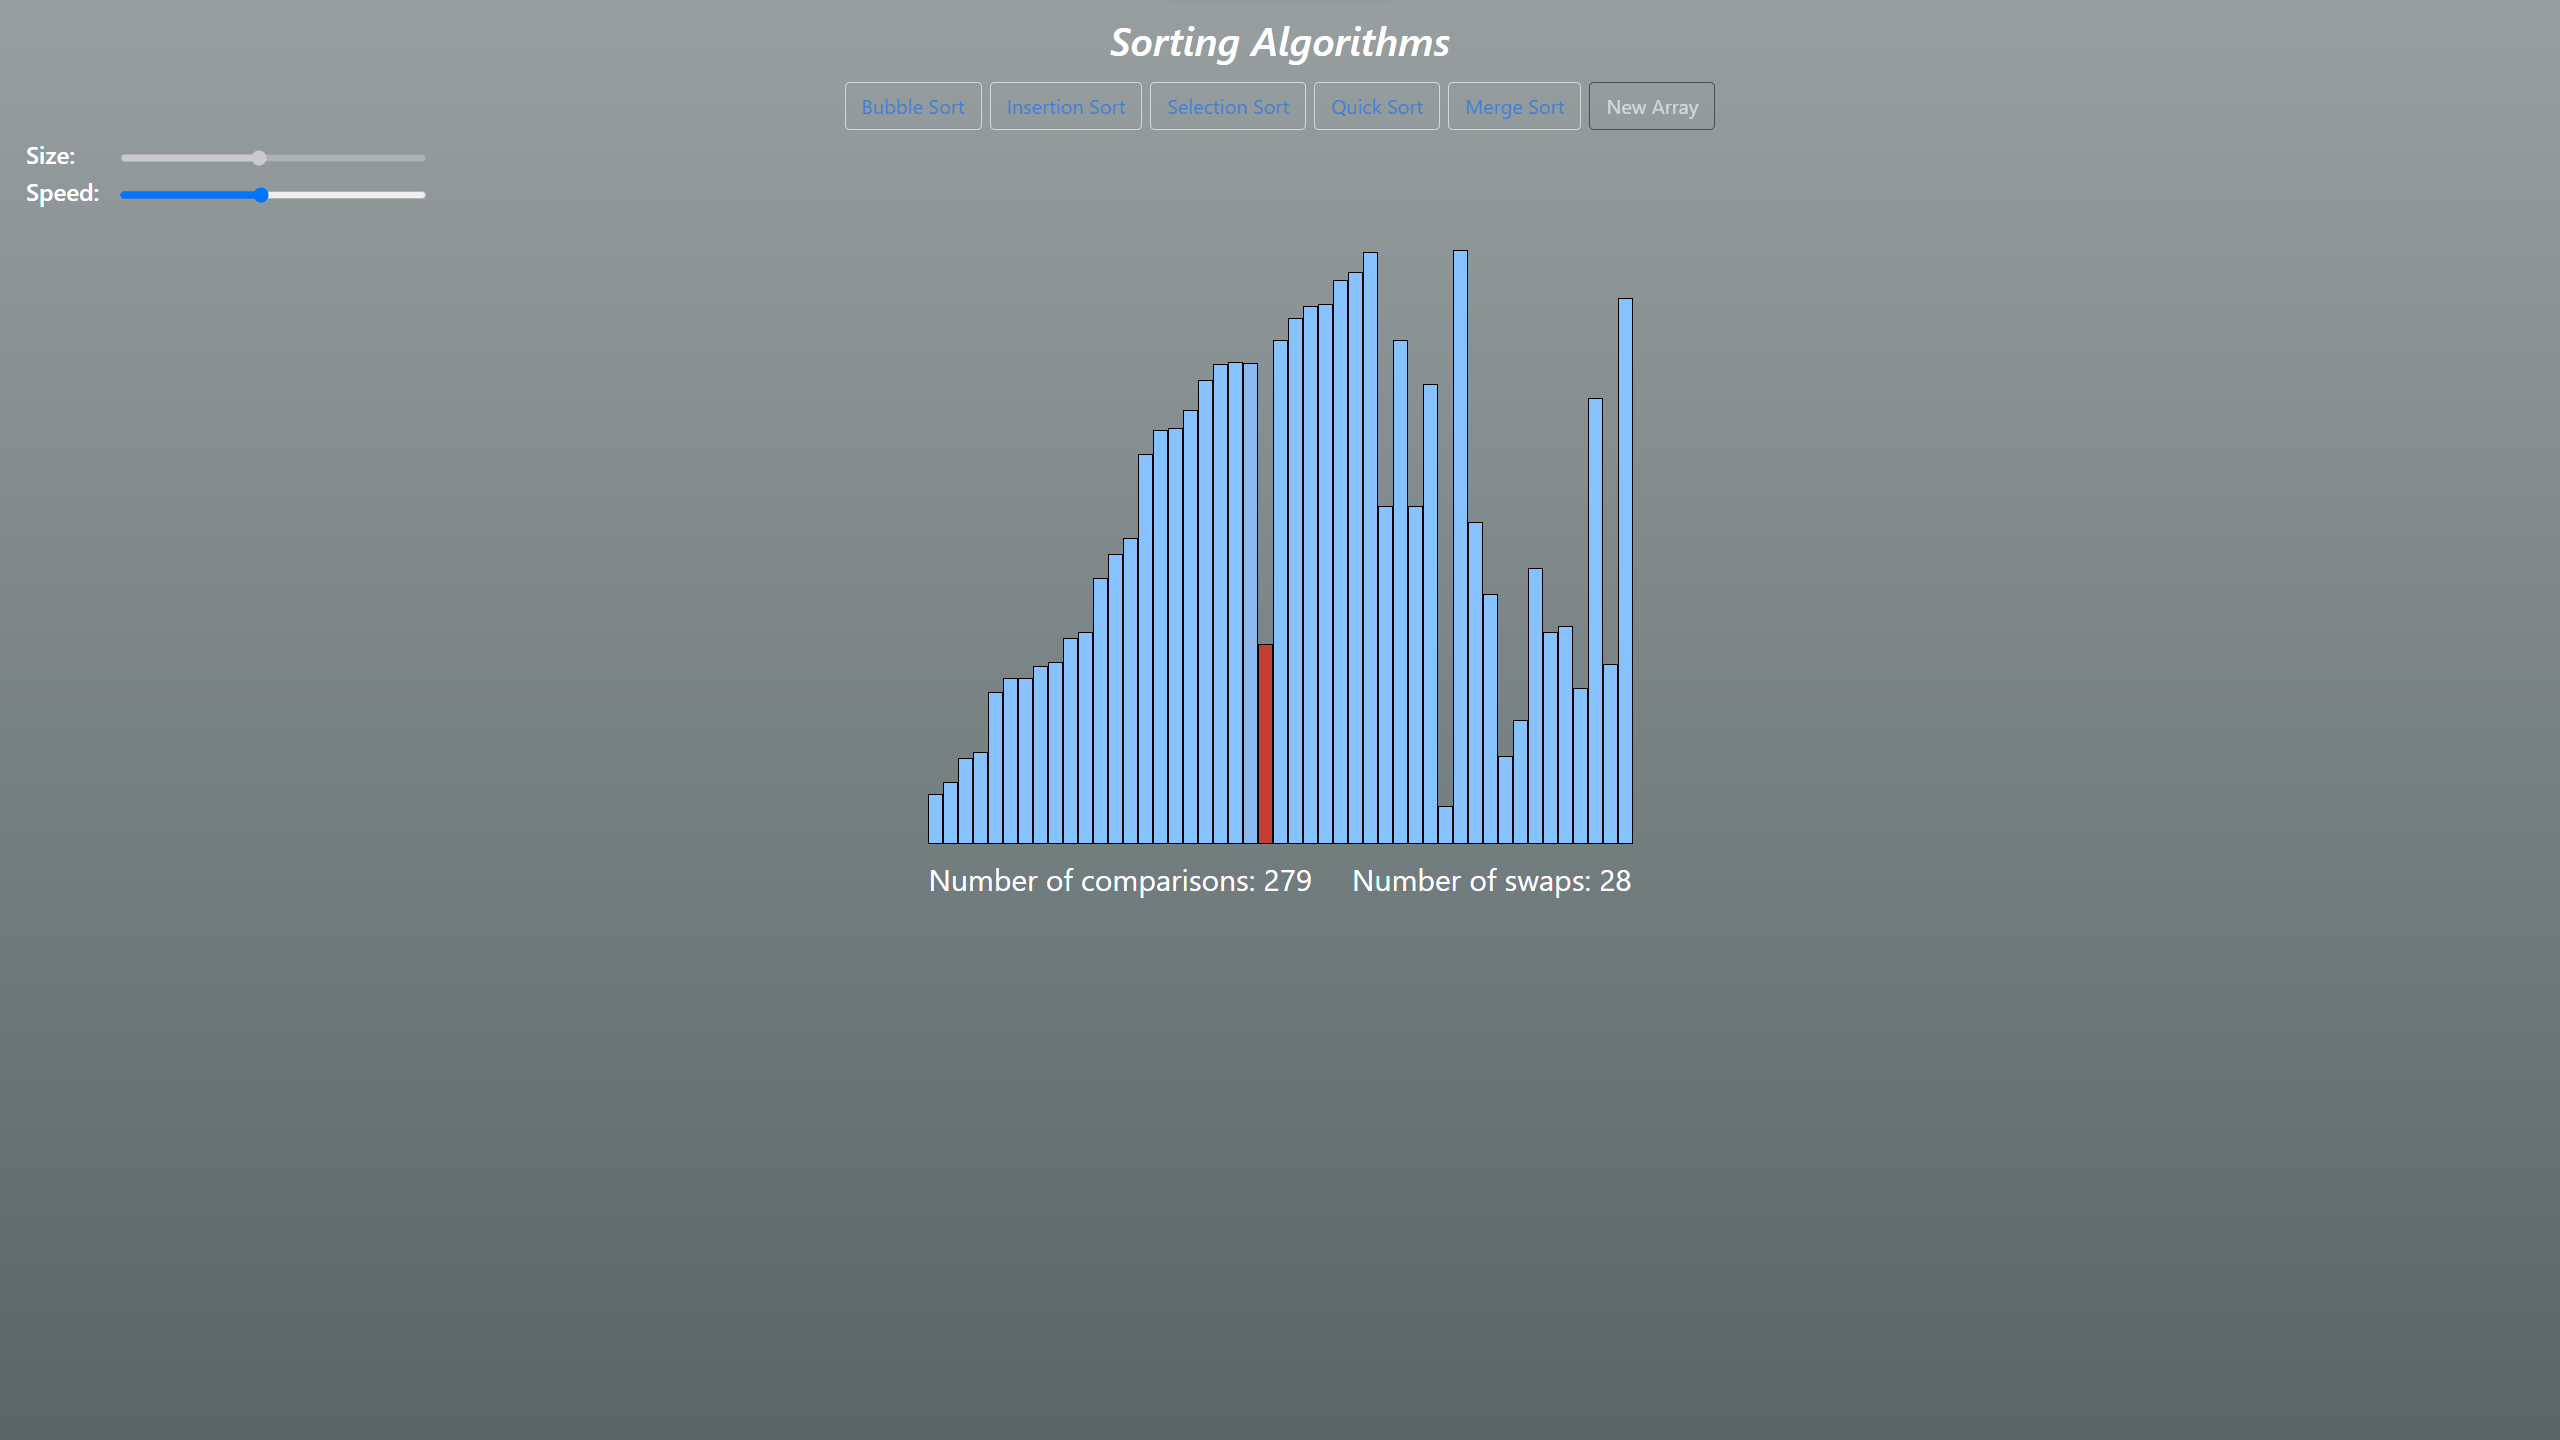 Sorting Algorithms
Bubble Sort Insertion Sort Selection Sort Quick Sort Merge Sort New Array
Size:
Speed:
Number of comparisons: 279 Number of swaps: 28